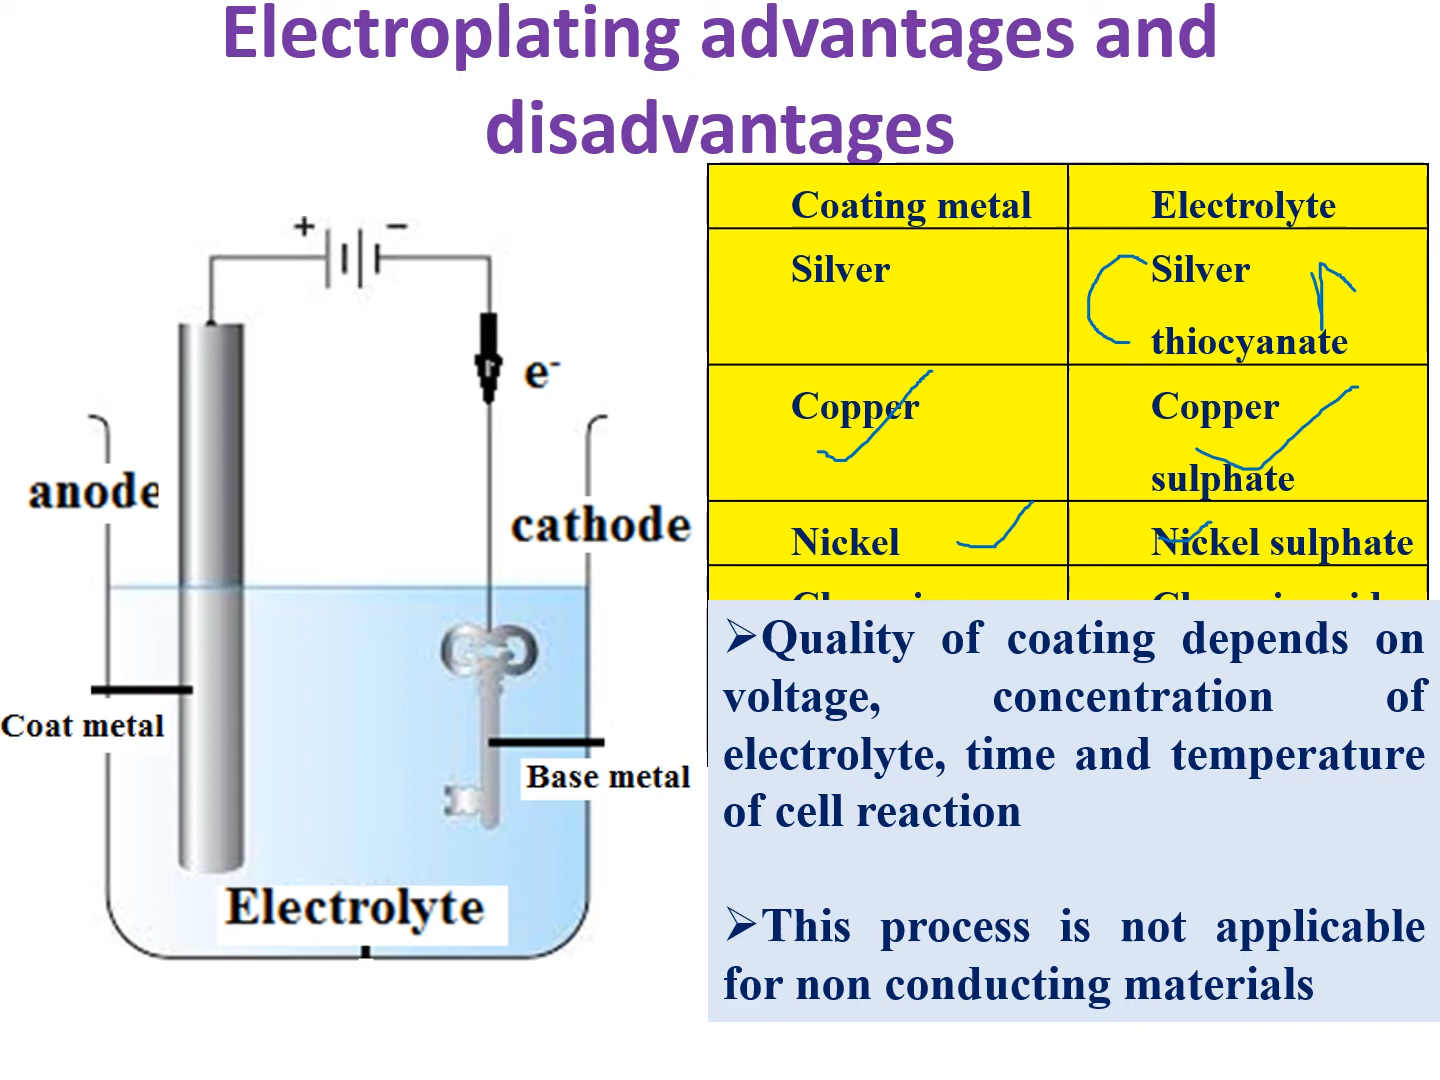 Electroplating advantages and
disadvantages
Coating metal
Electrolyte
Silver
Silver
thiocyanate
Copper
Copper
sulphate
Nickel
Nickel sulphate
+
−
e-
anode
cathode
Coat metal
Base metal
Electrolyte
➢Quality of coating depends on
voltage, concentration of
electrolyte, time and temperature
of cell reaction
➢This process is not applicable
for non conducting materials